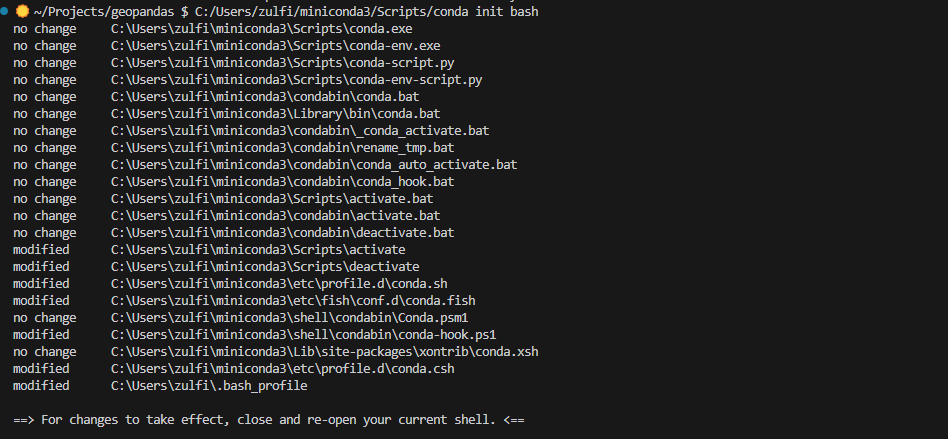 ~/Projects/geopandas $ C:/Users/zulfi/miniconda3/Scripts/conda init bash
no change     C:\Users\zulfi\miniconda3\Scripts\conda.exe
no change     C:\Users\zulfi\miniconda3\Scripts\conda-env.exe
no change     C:\Users\zulfi\miniconda3\Scripts\conda-script.py
no change     C:\Users\zulfi\miniconda3\Scripts\conda-env-script.py
no change     C:\Users\zulfi\miniconda3\condabin\conda.bat
no change     C:\Users\zulfi\miniconda3\Library\bin\conda.bat
no change     C:\Users\zulfi\miniconda3\condabin\_conda_activate.bat
no change     C:\Users\zulfi\miniconda3\condabin\rename_tmp.bat
no change     C:\Users\zulfi\miniconda3\condabin\conda_auto_activate.bat
no change     C:\Users\zulfi\miniconda3\condabin\conda_hook.bat
no change     C:\Users\zulfi\miniconda3\Scripts\activate.bat
no change     C:\Users\zulfi\miniconda3\condabin\activate.bat
no change     C:\Users\zulfi\miniconda3\condabin\deactivate.bat
modified      C:\Users\zulfi\miniconda3\Scripts\activate
modified      C:\Users\zulfi\miniconda3\Scripts\deactivate
modified      C:\Users\zulfi\miniconda3\etc\profile.d\conda.sh
modified      C:\Users\zulfi\miniconda3\etc\fish\conf.d\conda.fish
no change     C:\Users\zulfi\miniconda3\shell\condabin\Conda.psm1
modified      C:\Users\zulfi\miniconda3\shell\condabin\conda-hook.ps1
no change     C:\Users\zulfi\miniconda3\Lib\site-packages\xontrib\conda.xsh
modified      C:\Users\zulfi\miniconda3\etc\profile.d\conda.csh
modified      C:\Users\zulfi\.bash_profile
==> For changes to take effect, close and re-open your current shell. <==